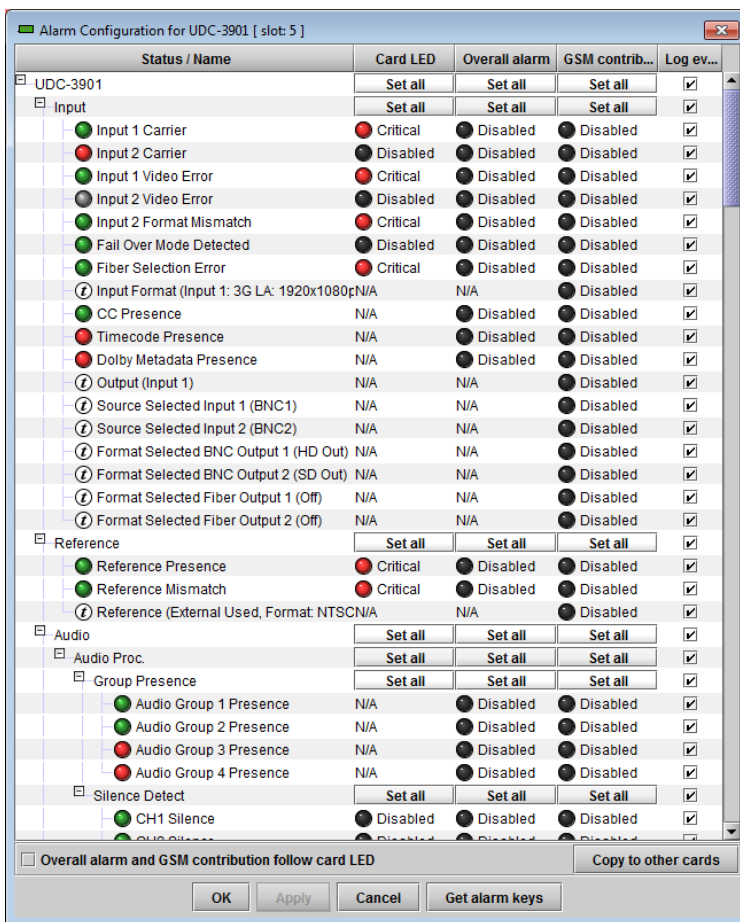 Alarm Configuration for UDC-3901 [ slot: 5 ]
Status / Name Card LED Overall alarm GSM contrib... Log ev...
UDC-3901 Set all Set all Set all
Input Set all Set all Set all
Input 1 Carrier Critical Disabled Disabled
Input 2 Carrier Disabled Disabled Disabled
Input 1 Video Error Critical Disabled Disabled
Input 2 Video Error Disabled Disabled Disabled
Input 2 Format Mismatch Critical Disabled Disabled
Fail Over Mode Detected Disabled Disabled Disabled
Fiber Selection Error Critical Disabled Disabled
t Input Format (Input 1: 3G LA: 1920x1080p N/A N/A Disabled
CC Presence N/A Disabled Disabled
Timecode Presence N/A Disabled Disabled
Dolby Metadata Presence N/A Disabled Disabled
t Output (Input 1) N/A N/A Disabled
t Source Selected Input 1 (BNC1) N/A N/A Disabled
t Source Selected Input 2 (BNC2) N/A N/A Disabled
t Format Selected BNC Output 1 (HD Out) N/A N/A Disabled
t Format Selected BNC Output 2 (SD Out) N/A N/A Disabled
t Format Selected Fiber Output 1 (Off) N/A N/A Disabled
t Format Selected Fiber Output 2 (Off) N/A N/A Disabled
Reference Set all Set all Set all
Reference Presence Critical Disabled Disabled
Reference Mismatch Critical Disabled Disabled
t Reference (External Used, Format: NTSC N/A N/A Disabled
Audio Set all Set all Set all
Audio Proc. Set all Set all Set all
Group Presence Set all Set all Set all
Audio Group 1 Presence N/A Disabled Disabled
Audio Group 2 Presence N/A Disabled Disabled
Audio Group 3 Presence N/A Disabled Disabled
Audio Group 4 Presence N/A Disabled Disabled
Silence Detect Set all Set all Set all
CH1 Silence Disabled Disabled Disabled
Overall alarm and GSM contribution follow card LED Copy to other cards
OK Apply Cancel Get alarm keys